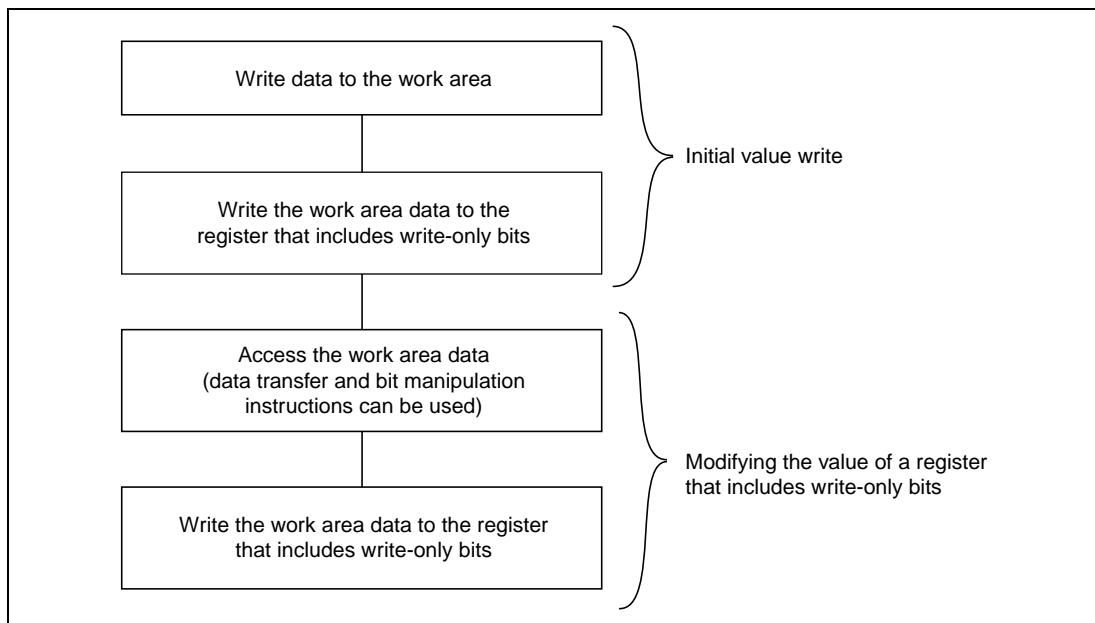 Write data to the work area
Initial value write
Write the work area data to the
register that includes write-only bits
Access the work area data
(data transfer and bit manipulation
instructions can be used)
Modifying the value of a register
that includes write-only bits
Write the work area data to the register
that includes write-only bits